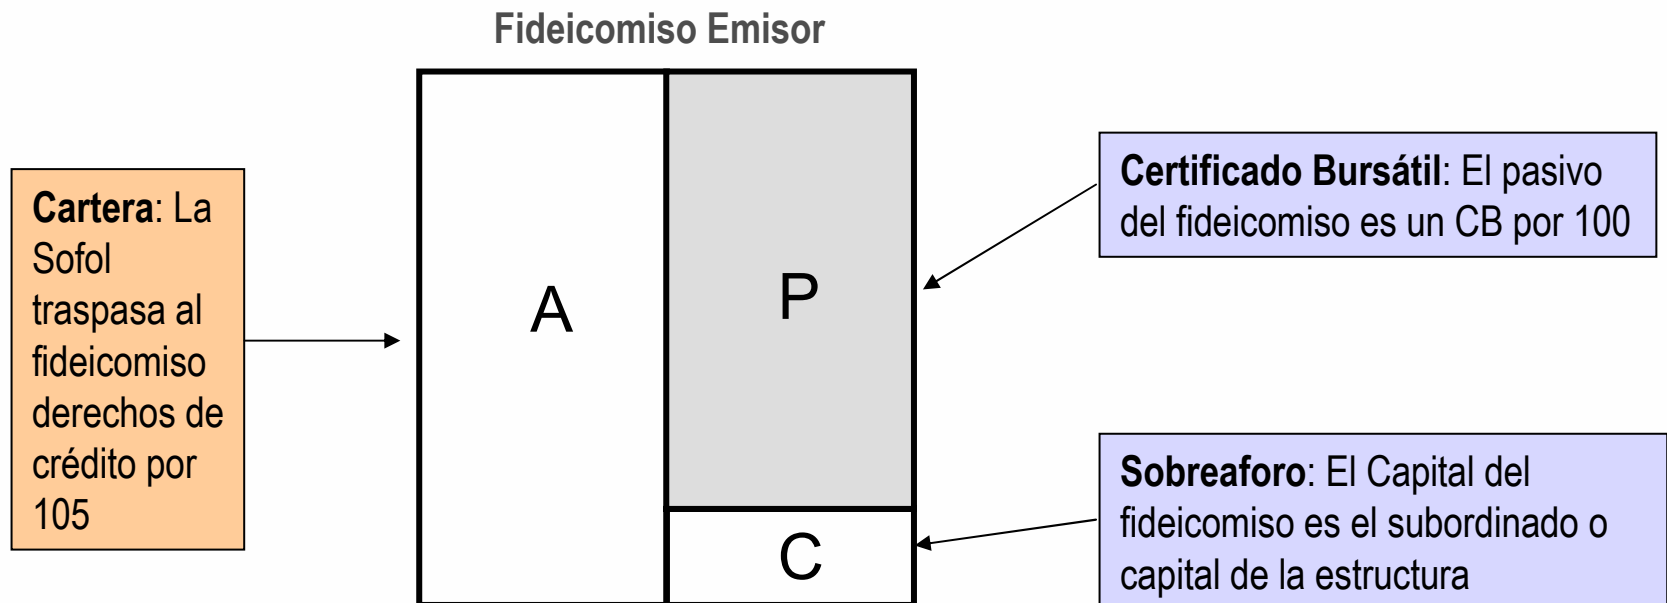 Fideicomiso Emisor
Cartera: La
Sofol
traspasa al
fideicomiso
derechos de
crédito por
105
A
P
C
Certificado Bursátil: El pasivo
del fideicomiso es un CB por 100
Sobreaforo: El Capital del
fideicomiso es el subordinado o
capital de la estructura